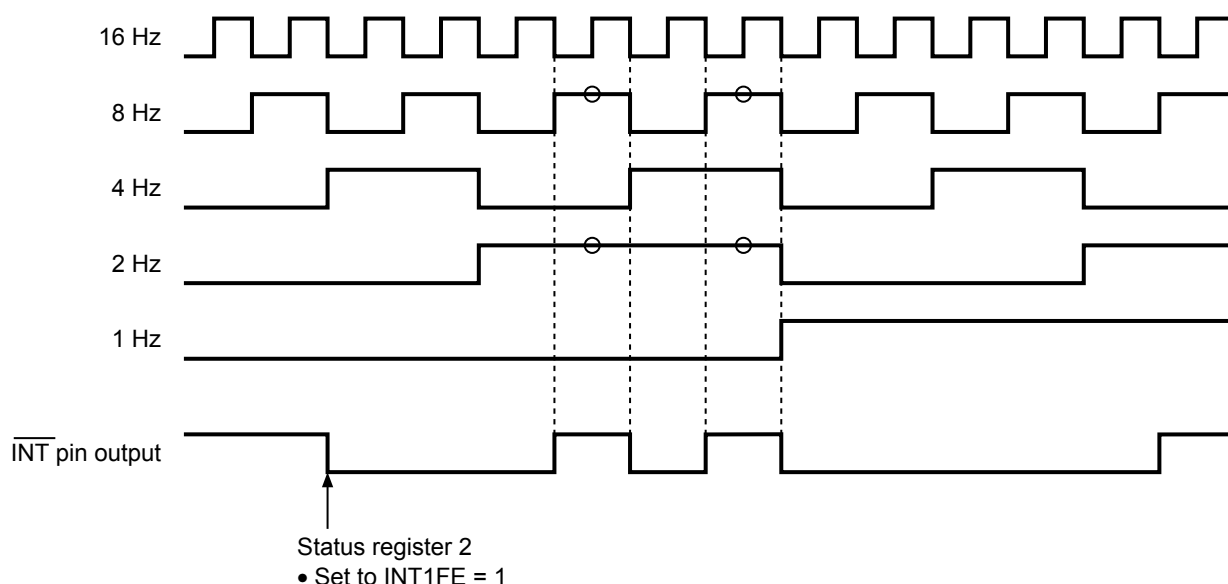 16 Hz
8 Hz
4 Hz
2 Hz
1 Hz
INT pin output
Status register 2
• Set to INT1FE = 1